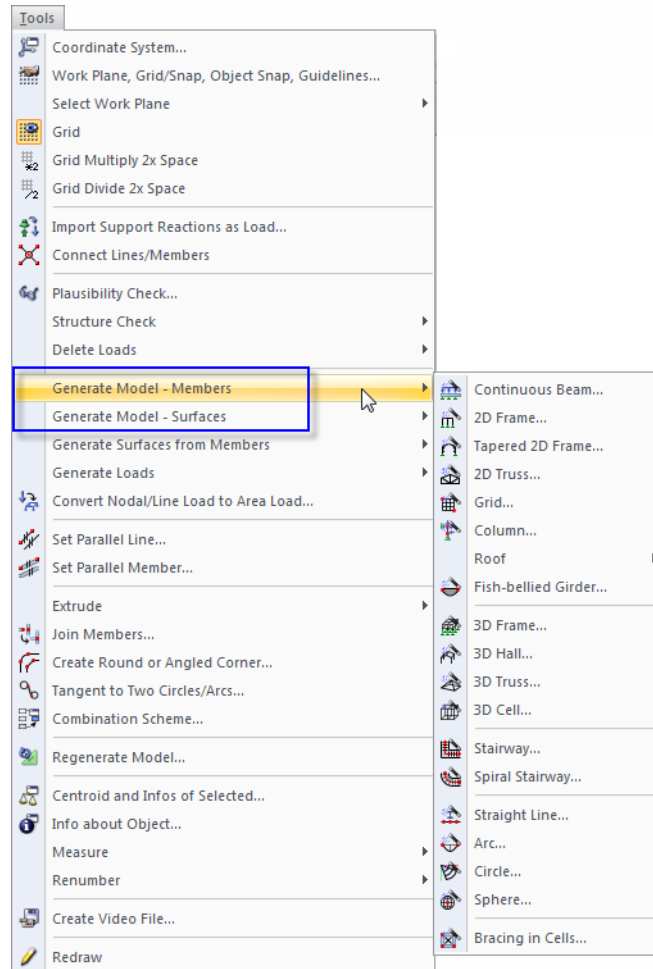 Tools
Coordinate System...
Work Plane, Grid/Snap, Object Snap, Guidelines...
Select Work Plane
Grid
Grid Multiply 2x Space
Grid Divide 2x Space
Import Support Reactions as Load...
Connect Lines/Members
Plausibility Check...
Structure Check
Delete Loads
Generate Model - Members
Generate Model - Surfaces
Generate Surfaces from Members
Generate Loads
Convert Nodal/Line Load to Area Load...
Set Parallel Line...
Set Parallel Member...
Extrude
Join Members...
Create Round or Angled Corner...
Tangent to Two Circles/Arcs...
Combination Scheme...
Regenerate Model...
Centroid and Infos of Selected...
Info about Object...
Measure
Renumber
Create Video File...
Redraw
Continuous Beam...
2D Frame...
Tapered 2D Frame...
2D Truss...
Grid...
Column...
Roof
Fish-bellied Girder...
3D Frame...
3D Hall...
3D Truss...
3D Cell...
Stairway...
Spiral Stairway...
Straight Line...
Arc...
Circle...
Sphere...
Bracing in Cells...